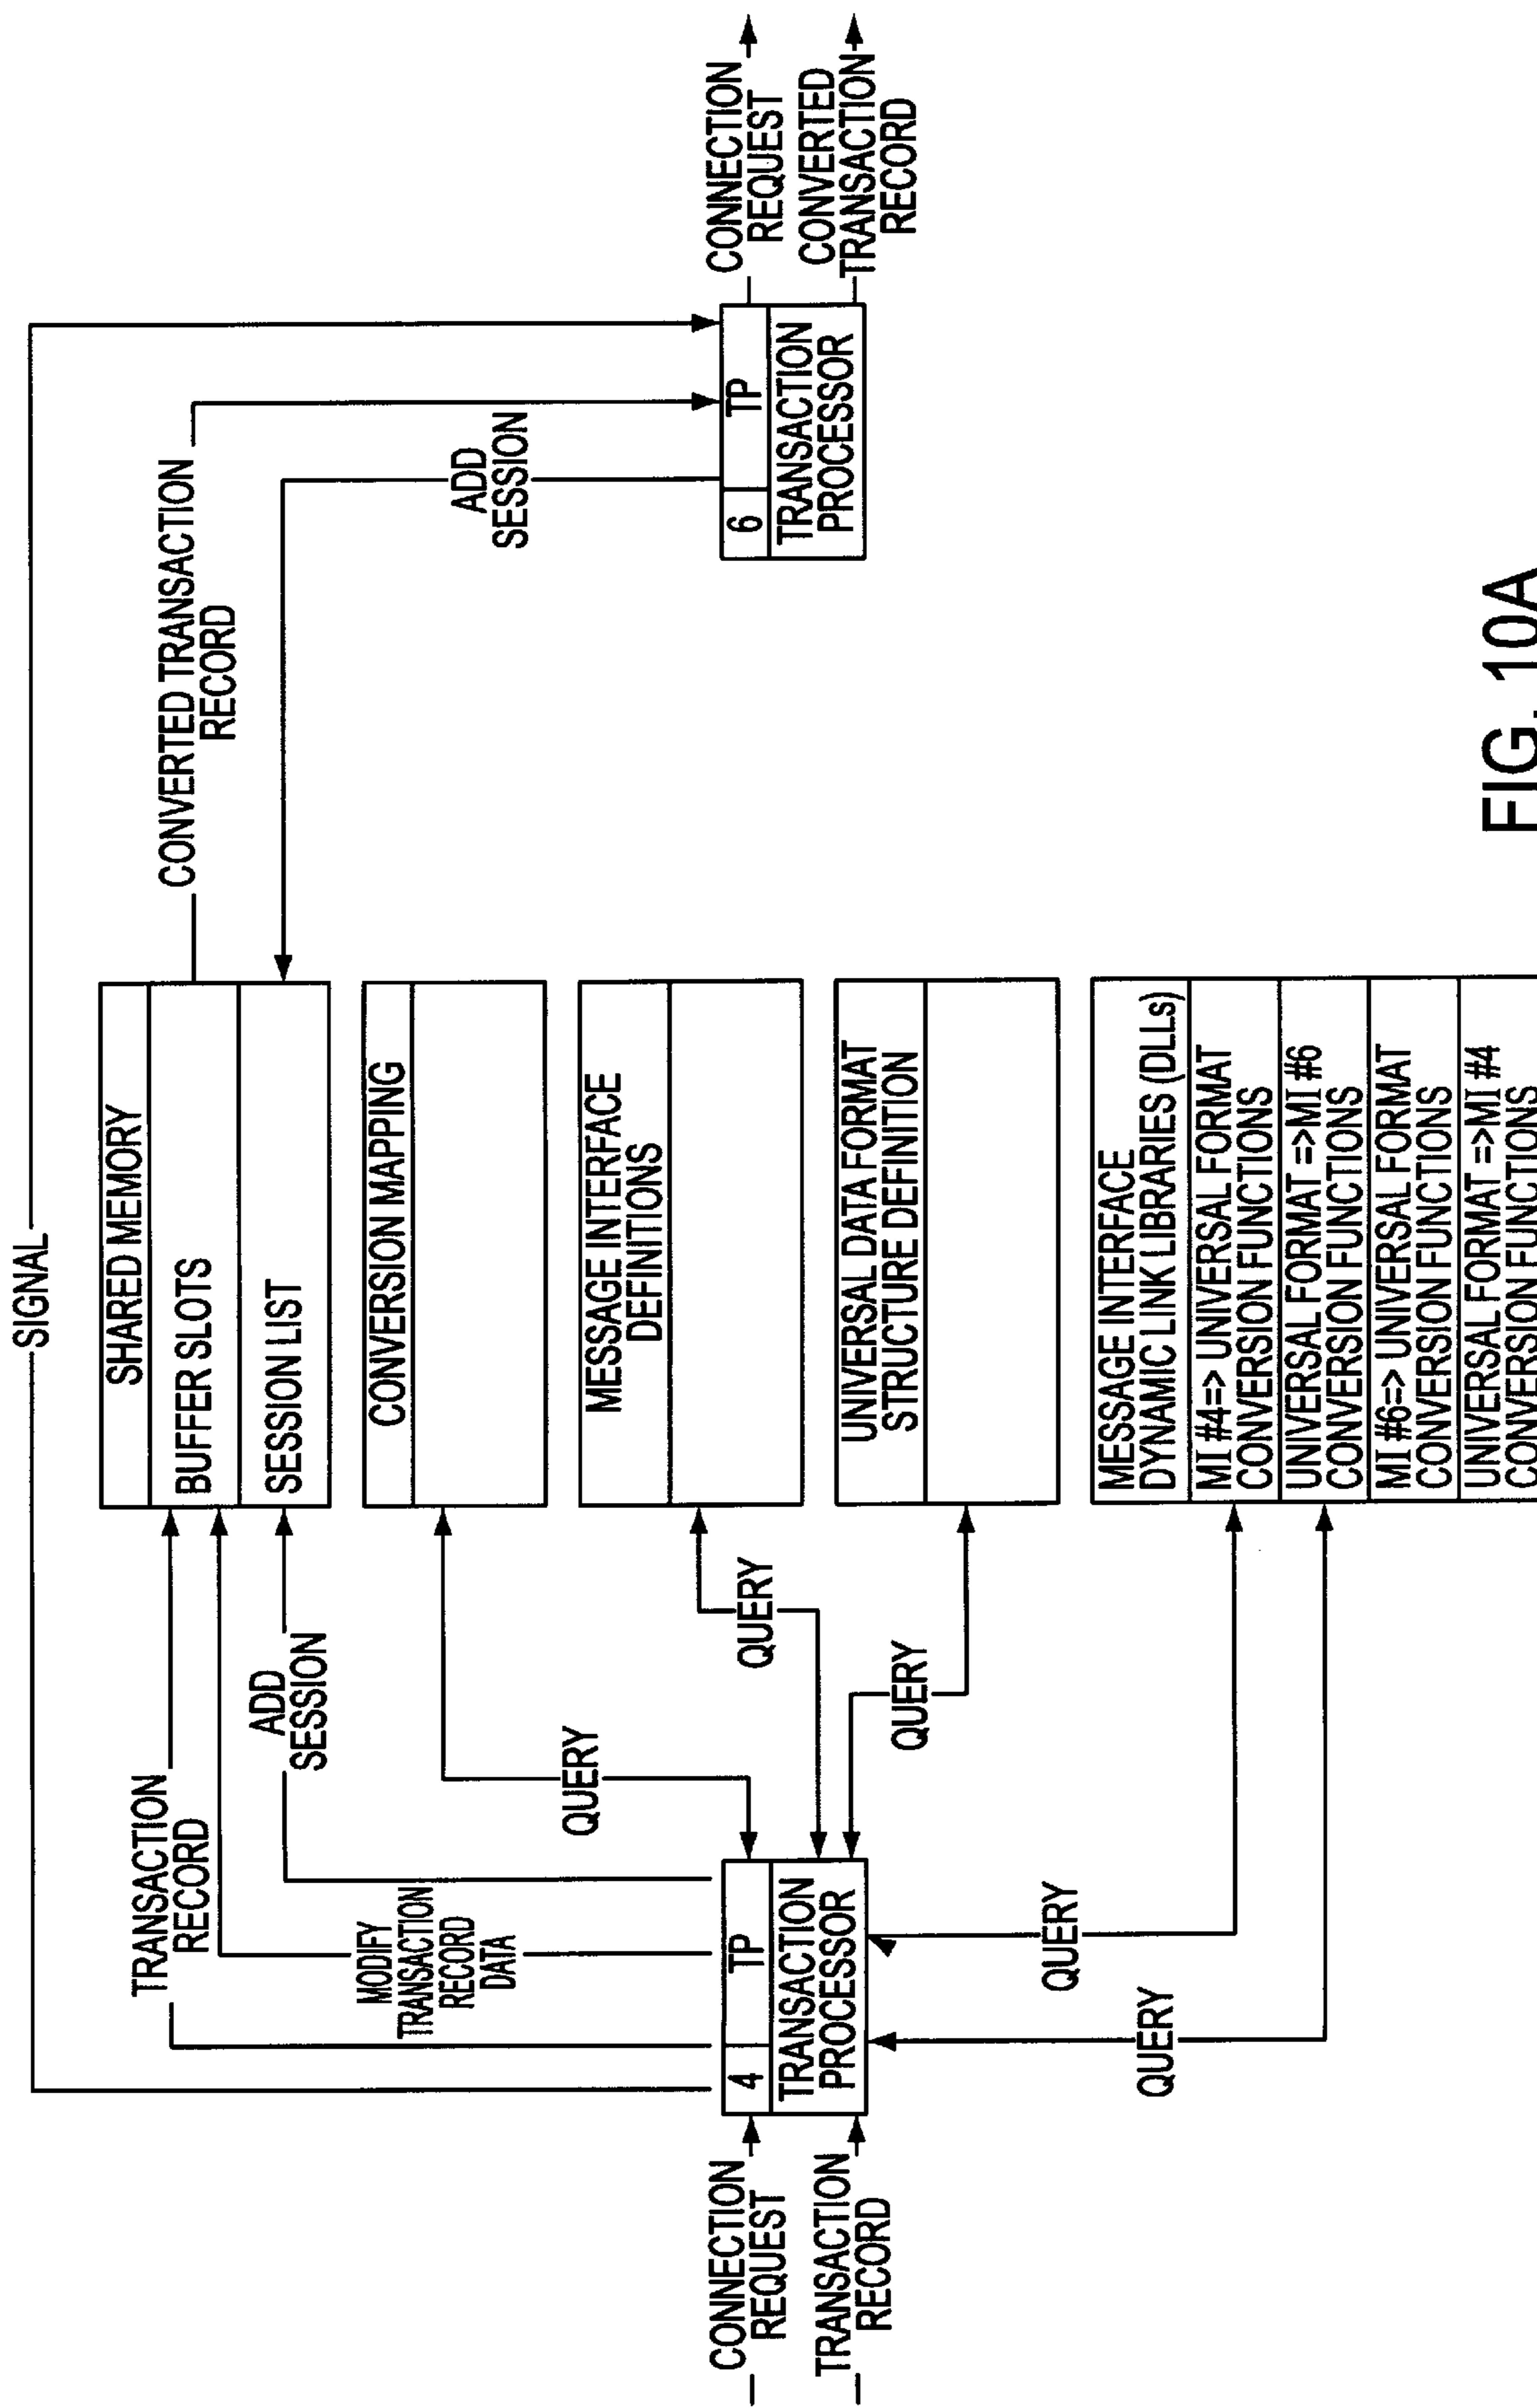 SIGNAL
TRANSACTION
RECORD
MODIFY
TRANSACTION
RECORD
DATA
ADD
SESSION
SHARED MEMORY
BUFFER SLOTS
SESSION LIST
CONVERTED TRANSACTION
RECORD
ADD
SESSION
CONNECTION
REQUEST
TRANSACTION
RECORD
4 TP
TRANSACTION
PROCESSOR
QUERY
CONVERSION MAPPING
QUERY
MESSAGE INTERFACE
DEFINITIONS
QUERY
UNIVERSAL DATA FORMAT
STRUCTURE DEFINITION
6 TP
TRANSACTION
PROCESSOR
CONNECTION
REQUEST
CONVERTED
TRANSACTION
RECORD
QUERY
QUERY
MESSAGE INTERFACE
DYNAMIC LINK LIBRARIES (DLLs)
MI #4=> UNIVERSAL FORMAT
CONVERSION FUNCTIONS
UNIVERSAL FORMAT =>MI #6
CONVERSION FUNCTIONS
MI #6=> UNIVERSAL FORMAT
CONVERSION FUNCTIONS
UNIVERSAL FORMAT =>MI #4
CONVERSION FUNCTIONS
FIG. 10A